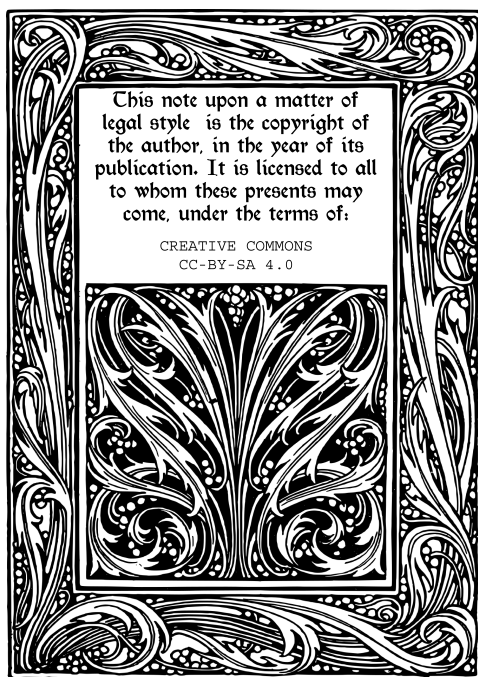 This note upon a matter of
legal style is the copyright of
the author, in the year of its
publication. It is licensed to all
to whom these presents may
come, under the terms of:
CREATIVE COMMONS
CC-BY-SA 4.0